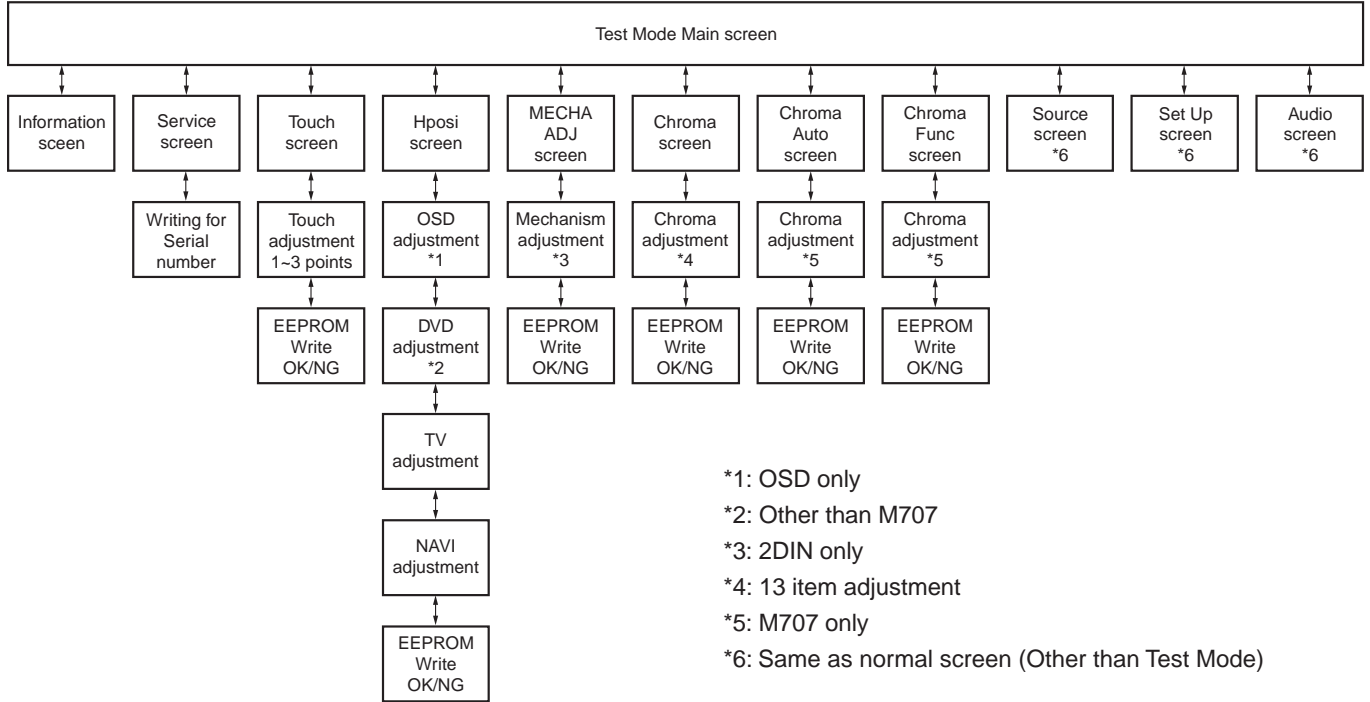 Test Mode Main screen
Information
sceen
Service
screen
Touch
screen
Hposi
screen
MECHA
ADJ
screen
Chroma
screen
Chroma
Auto
screen
Chroma
Func
screen
Source
screen
*6
Set Up
screen
*6
Audio
screen
*6
Writing for
Serial
number
Touch
adjustment
1~3 points
OSD
adjustment
*1
Mechanism
adjustment
*3
Chroma
adjustment
*4
Chroma
adjustment
*5
Chroma
adjustment
*5
EEPROM
Write
OK/NG
DVD
adjustment
*2
EEPROM
Write
OK/NG
EEPROM
Write
OK/NG
EEPROM
Write
OK/NG
EEPROM
Write
OK/NG
TV
adjustment
NAVI
adjustment
EEPROM
Write
OK/NG
*1: OSD only
*2: Other than M707
*3: 2DIN only
*4: 13 item adjustment
*5: M707 only
*6: Same as normal screen (Other than Test Mode)